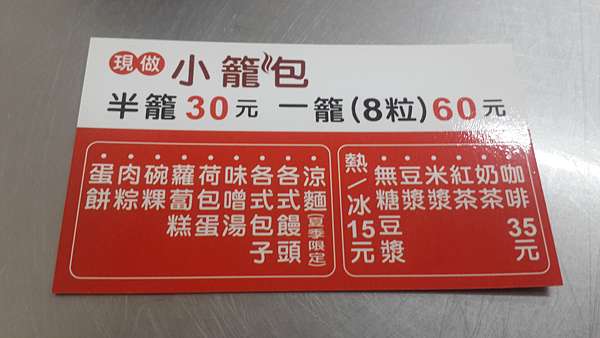 現做
小籠包
半籠30元 一籠(8粒)60元
蛋餅
肉粽
碗粿
蘿蔔糕
荷包蛋
味噌湯
各式包子
各式饅頭
涼麵(夏季限定)
熱/冰15元
無糖豆漿
豆漿
米漿
紅茶
奶茶
咖啡35元